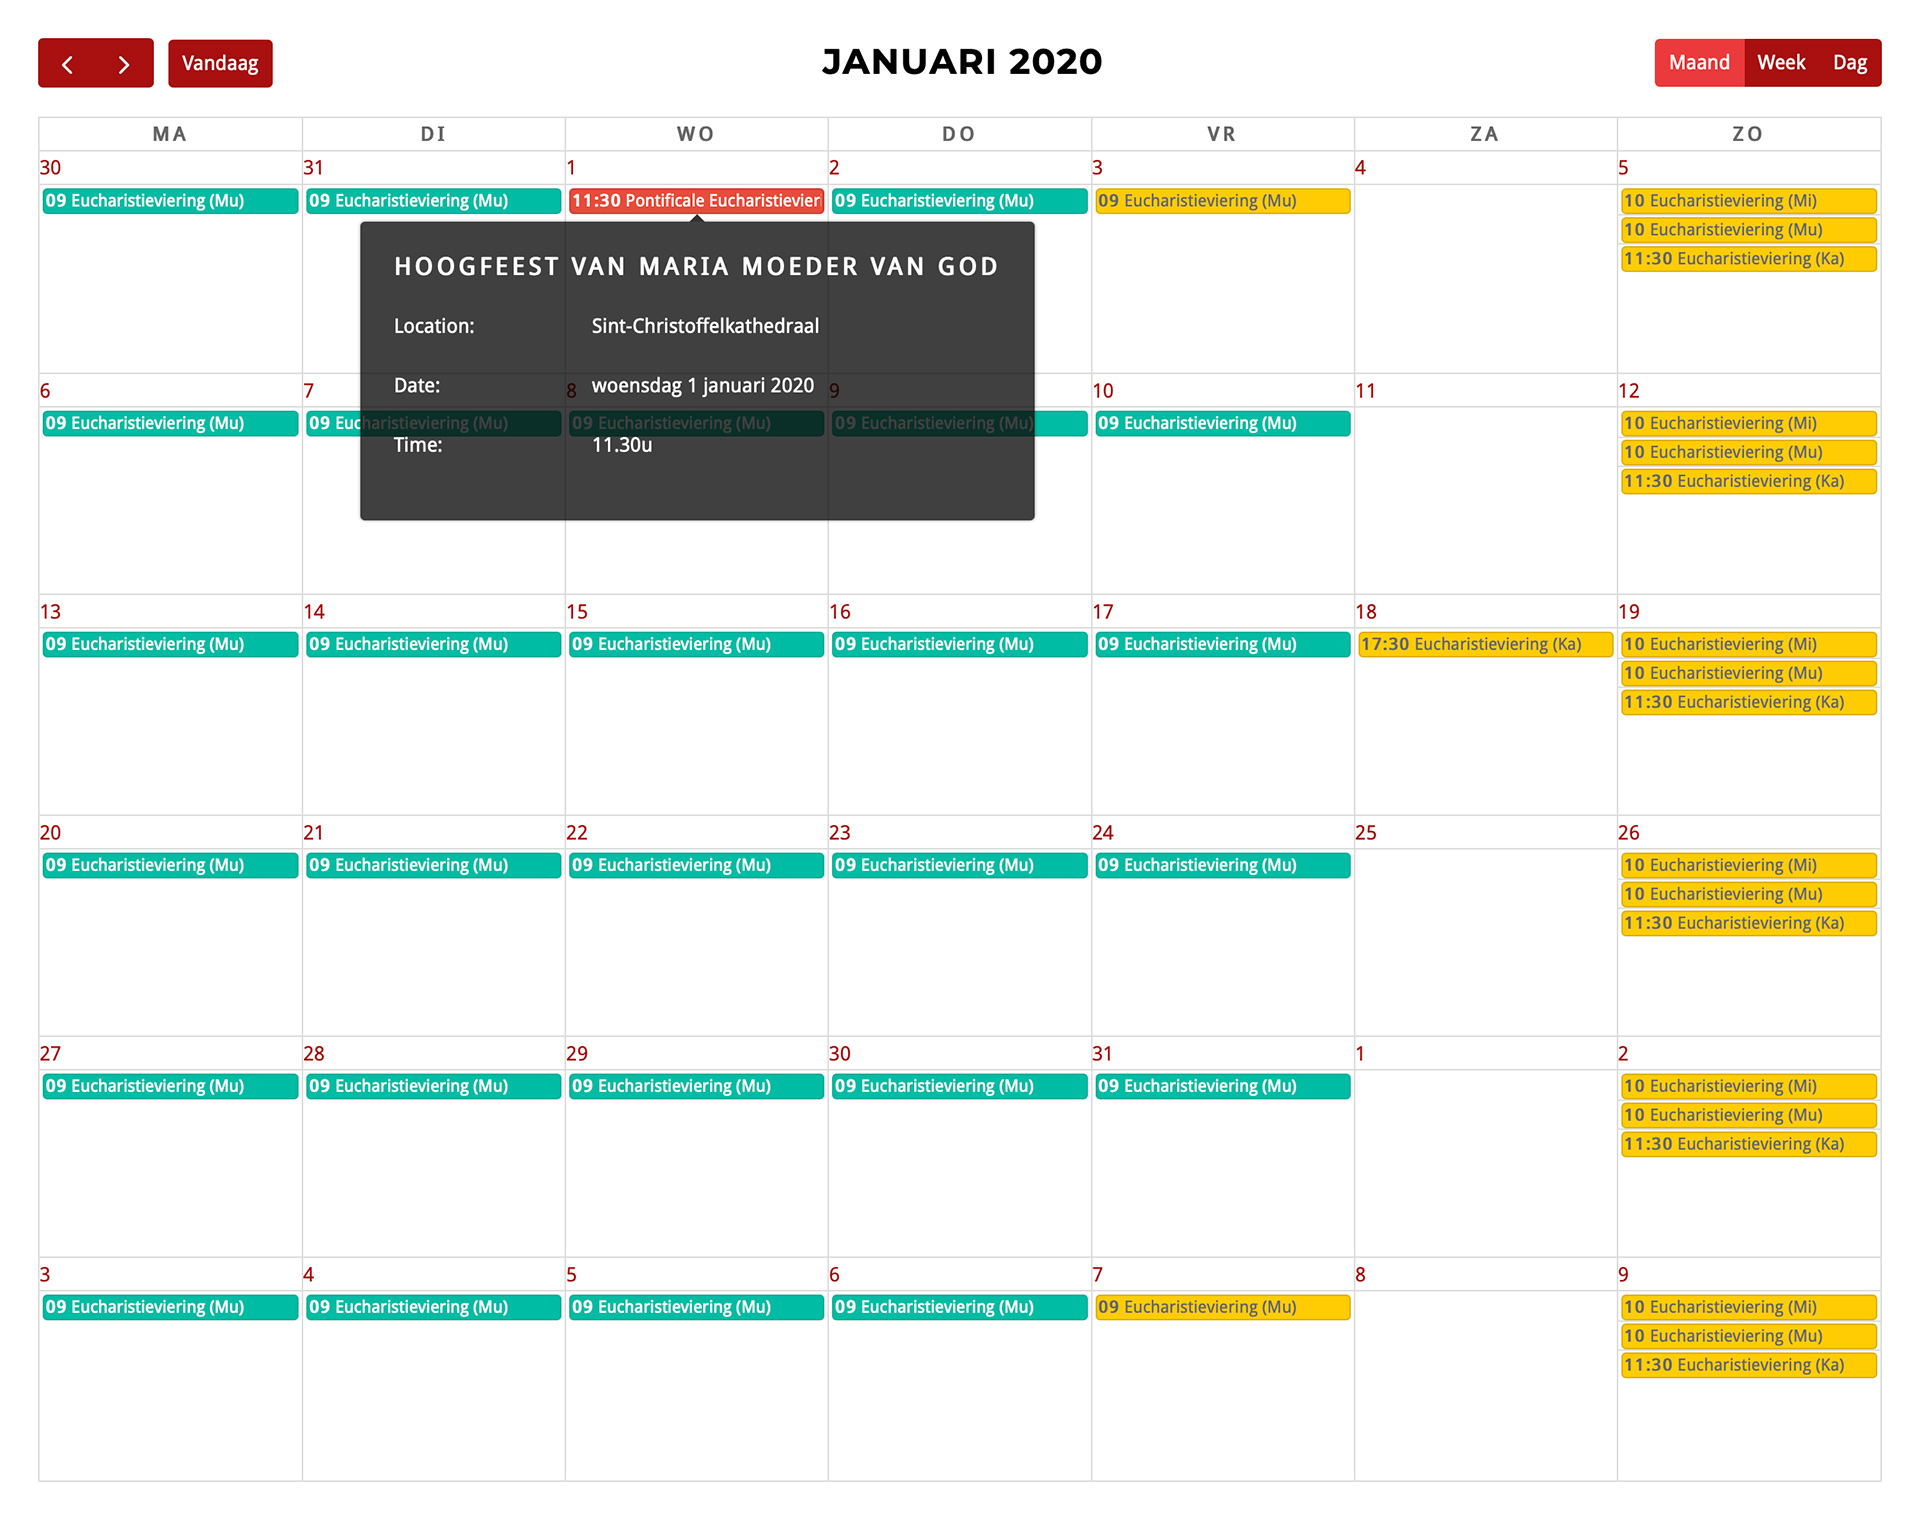 Vandaag
JANUARI 2020
Maand Week Dag
MA DI WO DO VR ZA ZO
30 31 1 2 3 4 5
09 Eucharistieviering (Mu) 09 Eucharistieviering (Mu) 11:30 Pontificale Eucharistievier 09 Eucharistieviering (Mu) 09 Eucharistieviering (Mu) 10 Eucharistieviering (Mi)
10 Eucharistieviering (Mu)
11:30 Eucharistieviering (Ka)
HOOGFEEST VAN MARIA MOEDER VAN GOD
Location: Sint-Christoffelkathedraal
Date: woensdag 1 januari 2020
Time: 11.30u
6 7 8 9 10 11 12
09 Eucharistieviering (Mu) 09 Eucharistieviering (Mu) 09 Eucharistieviering (Mu) 09 Eucharistieviering (Mu) 09 Eucharistieviering (Mu) 10 Eucharistieviering (Mi)
10 Eucharistieviering (Mu)
11:30 Eucharistieviering (Ka)
13 14 15 16 17 18 19
09 Eucharistieviering (Mu) 09 Eucharistieviering (Mu) 09 Eucharistieviering (Mu) 09 Eucharistieviering (Mu) 09 Eucharistieviering (Mu) 17:30 Eucharistieviering (Ka) 10 Eucharistieviering (Mi)
10 Eucharistieviering (Mu)
11:30 Eucharistieviering (Ka)
20 21 22 23 24 25 26
09 Eucharistieviering (Mu) 09 Eucharistieviering (Mu) 09 Eucharistieviering (Mu) 09 Eucharistieviering (Mu) 09 Eucharistieviering (Mu) 10 Eucharistieviering (Mi)
10 Eucharistieviering (Mu)
11:30 Eucharistieviering (Ka)
27 28 29 30 31 1 2
09 Eucharistieviering (Mu) 09 Eucharistieviering (Mu) 09 Eucharistieviering (Mu) 09 Eucharistieviering (Mu) 09 Eucharistieviering (Mu) 10 Eucharistieviering (Mi)
10 Eucharistieviering (Mu)
11:30 Eucharistieviering (Ka)
3 4 5 6 7 8 9
09 Eucharistieviering (Mu) 09 Eucharistieviering (Mu) 09 Eucharistieviering (Mu) 09 Eucharistieviering (Mu) 09 Eucharistieviering (Mu) 10 Eucharistieviering (Mi)
10 Eucharistieviering (Mu)
11:30 Eucharistieviering (Ka)